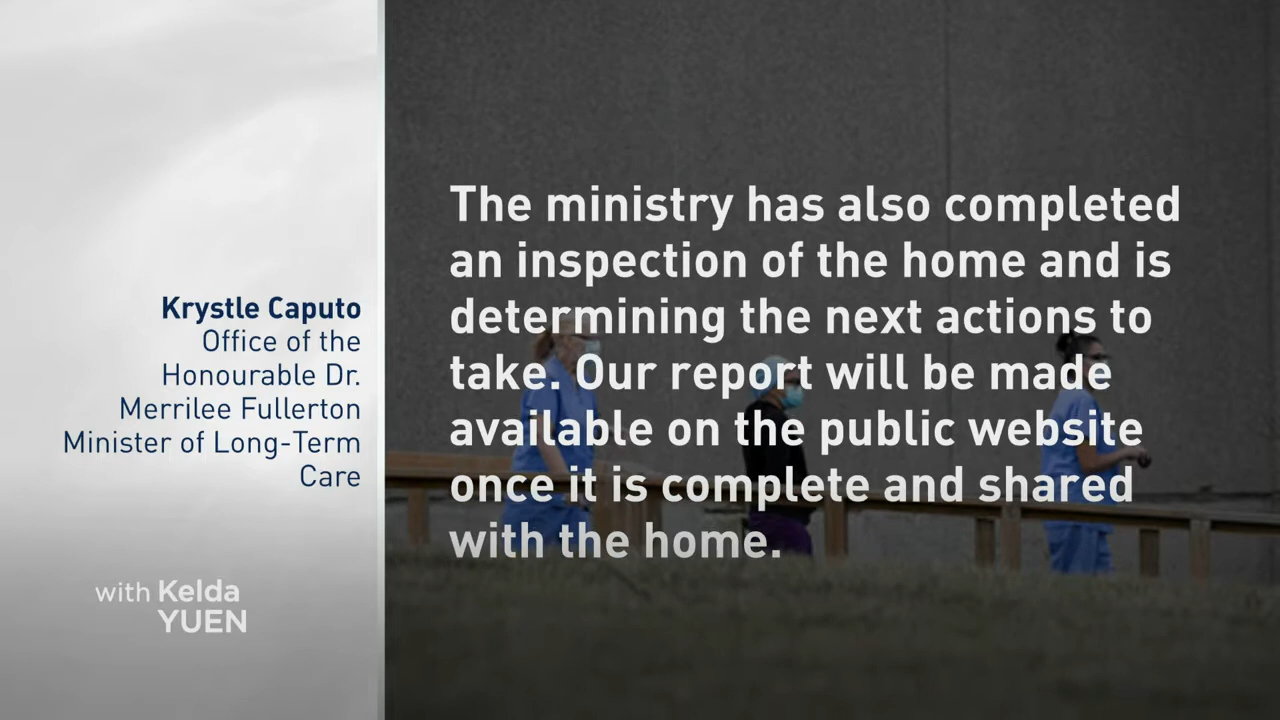 Krystle Caputo
Office of the
Honourable Dr.
Merrilee Fullerton
Minister of Long-Term
Care
with Kelda
YUEN
The ministry has also completed
an inspection of the home and is
determining the next actions to
take. Our report will be made
available on the public website
once it is complete and shared
with the home.